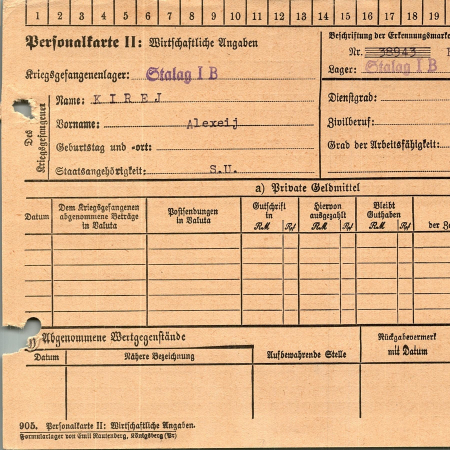 1 2 3 4 5 6 7 8 9 10 11 12 13 14 15 16 17 18 19
Personalkarte II: Wirtschaftliche Angaben
Beschriftung der Erkennungsmarke
Nr. 38943
Kriegsgefangenenlager: Stalag I B
Lager: Stalag I B
Des Kriegsgefangenen
Name: KIREJ
Vorname: Alexeij
Geburtstag und -ort:
Staatsangehörigkeit: S.U.
Dienstgrad:
Zivilberuf:
Grad der Arbeitsfähigkeit:
a) Private Geldmittel
Datum
Dem Kriegsgefangenen abgenommene Beträge in Valuta
Postsendungen in Valuta
Gutschrift in
RM Rpf
Hiervon ausgezahlt
RM Rpf
Bleibt Guthaben
RM Rpf
der
Abgenommene Wertgegenstände
Datum
Nähere Bezeichnung
Aufbewahrende Stelle
Rückgabevermerk mit Datum
905. Personalkarte II: Wirtschaftliche Angaben.
Formularlager von Emil Rautenberg, Königsberg (Pr)